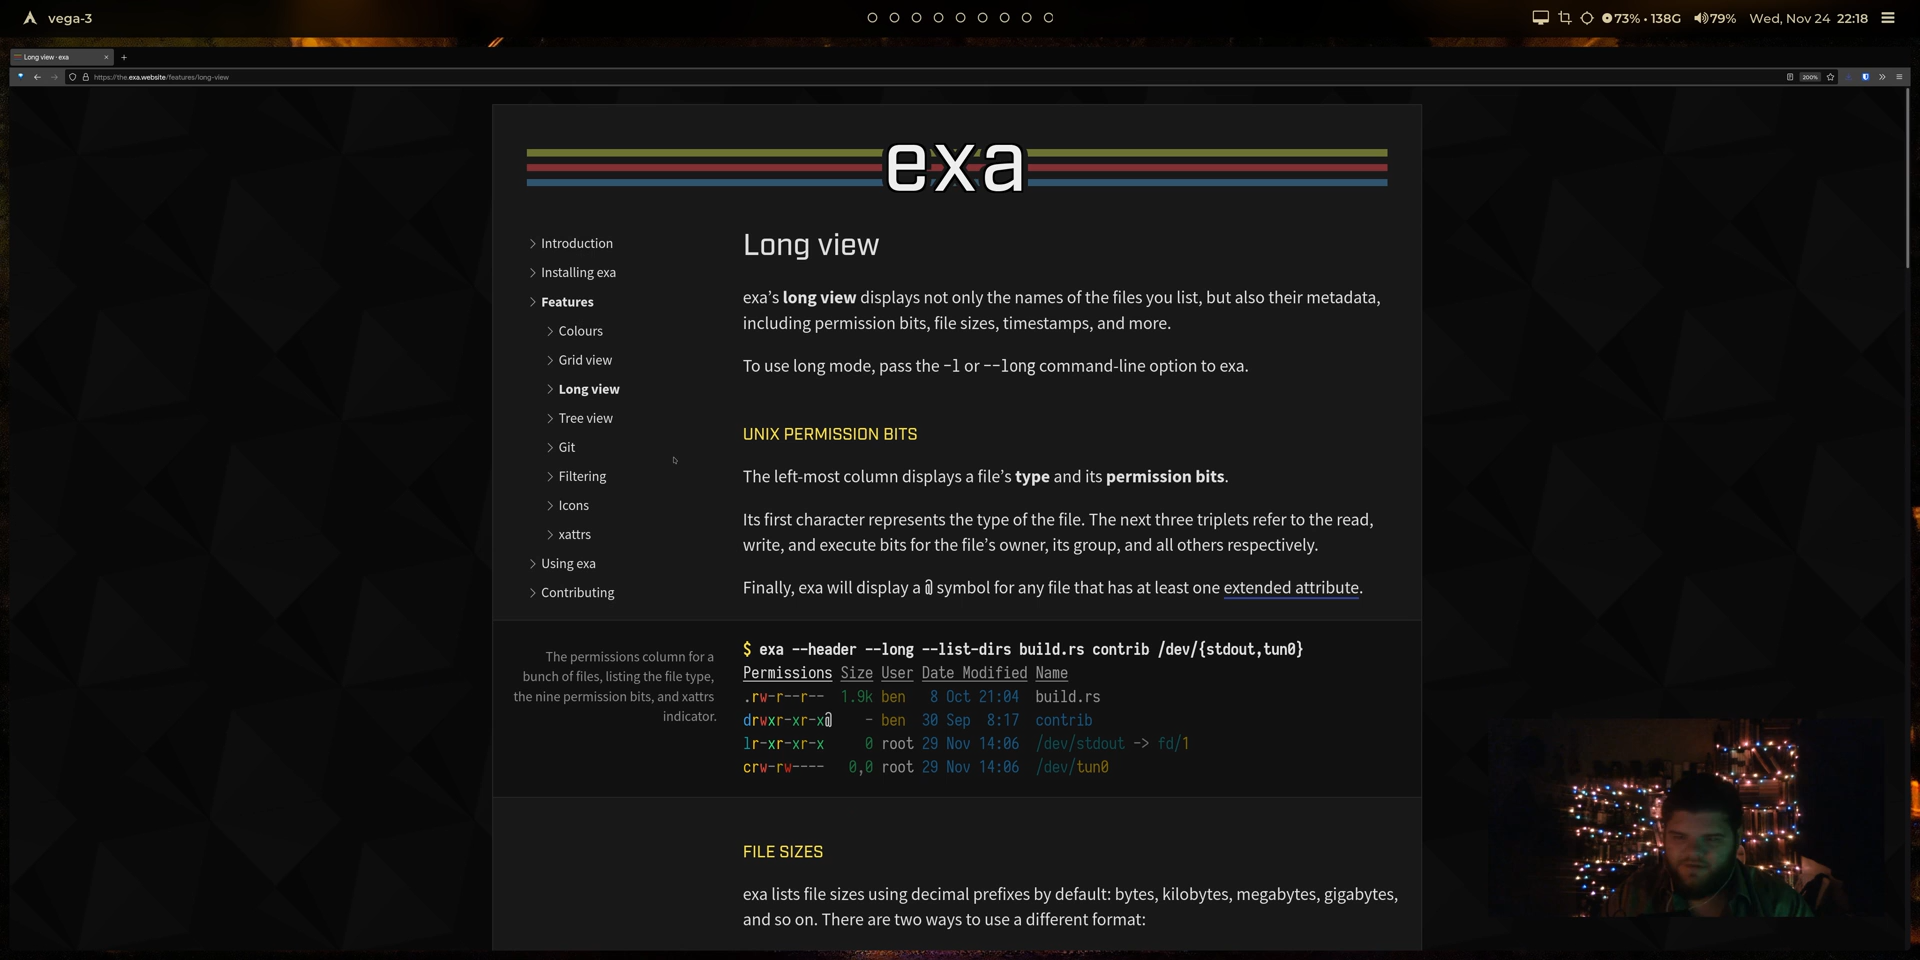 vega-3
73% • 138G
79%
Wed, Nov 24 22:18
Long view · exa
https://the.exa.website/features/long-view
200%
exa
Introduction
Installing exa
Features
Colours
Grid view
Long view
Tree view
Git
Filtering
Icons
xattrs
Using exa
Contributing
Long view
exa’s long view displays not only the names of the files you list, but also their metadata,
including permission bits, file sizes, timestamps, and more.
To use long mode, pass the -l or --long command-line option to exa.
UNIX PERMISSION BITS
The left-most column displays a file’s type and its permission bits.
Its first character represents the type of the file. The next three triplets refer to the read,
write, and execute bits for the file’s owner, its group, and all others respectively.
Finally, exa will display a @ symbol for any file that has at least one extended attribute.
The permissions column for a
bunch of files, listing the file type,
the nine permission bits, and xattrs
indicator.
$ exa --header --long --list-dirs build.rs contrib /dev/{stdout,tun0}
Permissions Size User Date Modified Name
.rw-r--r-- 1.9k ben 8 Oct 21:04 build.rs
drwxr-xr-x@ - ben 30 Sep 8:17 contrib
lr-xr-xr-x 0 root 29 Nov 14:06 /dev/stdout -> fd/1
crw-rw---- 0,0 root 29 Nov 14:06 /dev/tun0
FILE SIZES
exa lists file sizes using decimal prefixes by default: bytes, kilobytes, megabytes, gigabytes,
and so on. There are two ways to use a different format: